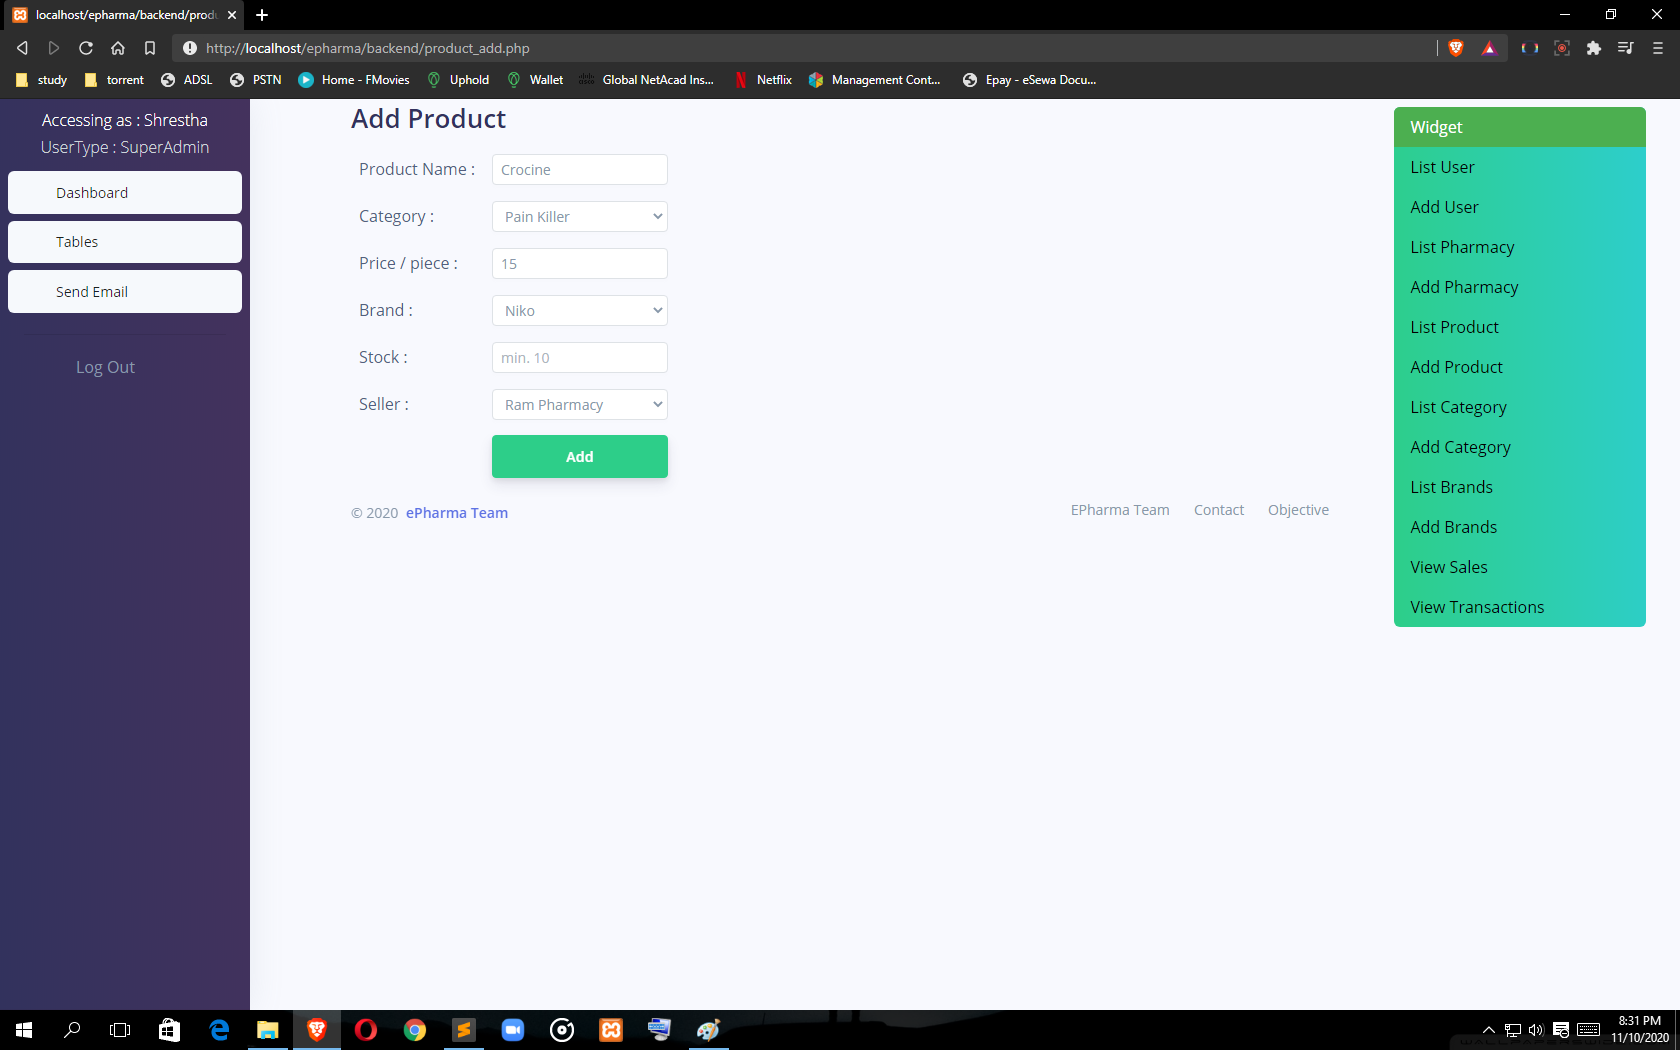 localhost/epharma/backend/produ
http://localhost/epharma/backend/product_add.php
study
torrent
ADSL
PSTN
Home - FMovies
Uphold
Wallet
Global NetAcad Ins...
Netflix
Management Cont...
Epay - eSewa Docu...
Accessing as : Shrestha
UserType : SuperAdmin
Dashboard
Tables
Send Email
Log Out
Add Product
Product Name :
Crocine
Category :
Pain Killer
Price / piece :
15
Brand :
Niko
Stock :
min. 10
Seller :
Ram Pharmacy
Add
© 2020 ePharma Team
EPharma Team
Contact
Objective
Widget
List User
Add User
List Pharmacy
Add Pharmacy
List Product
Add Product
List Category
Add Category
List Brands
Add Brands
View Sales
View Transactions
8:31 PM
11/10/2020